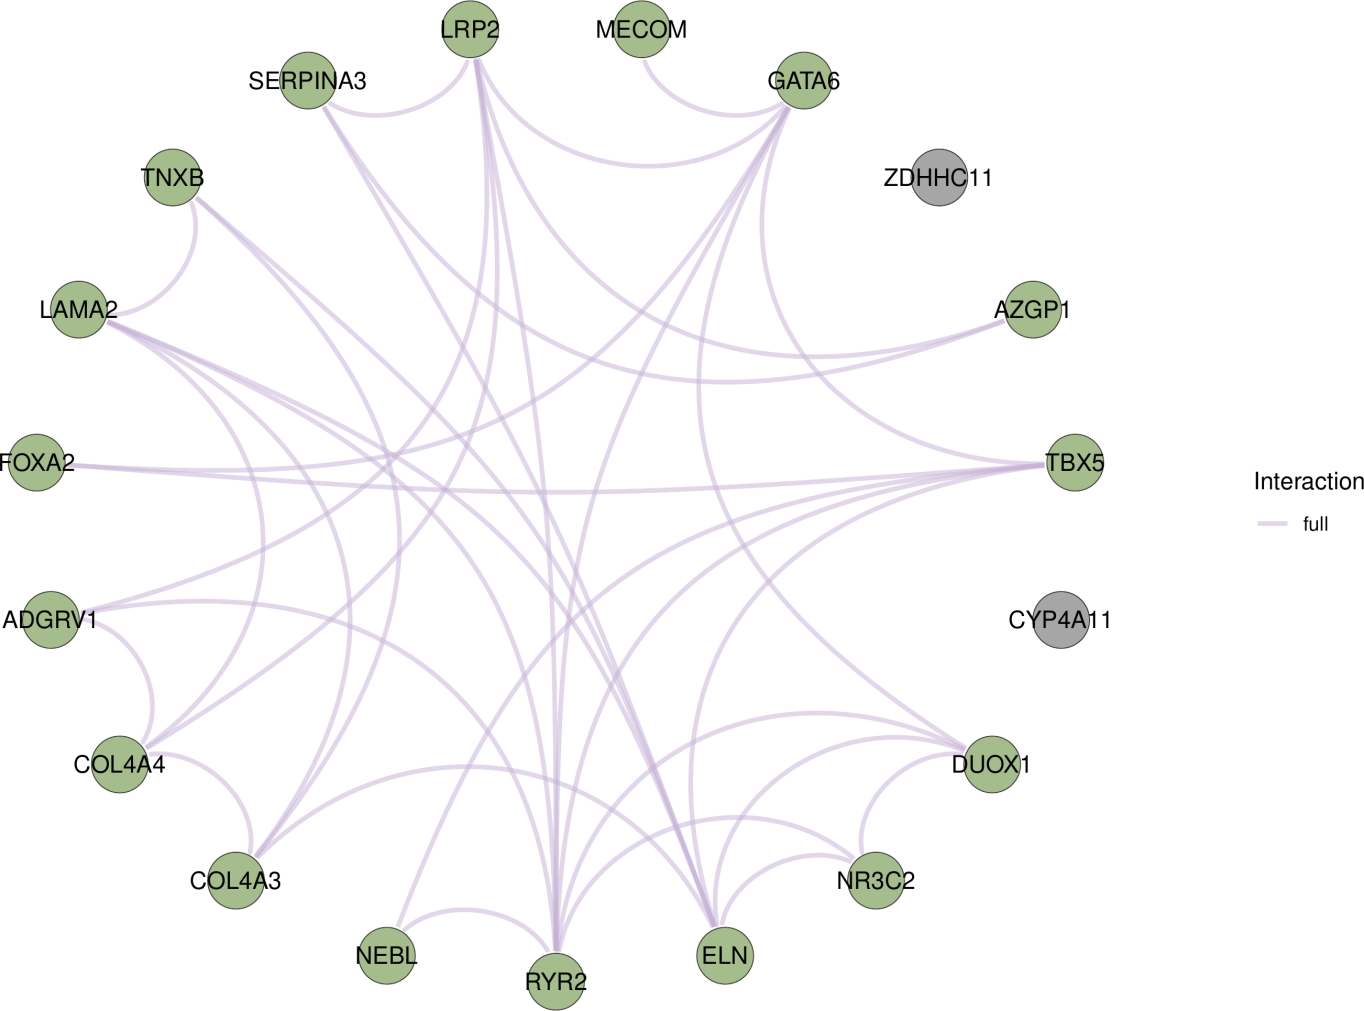 LRP2
MECOM
SERPINA3
GATA6
TNXB
ZDHHC11
LAMA2
AZGP1
FOXA2
TBX5
Interaction
full
ADGRV1
CYP4A11
COL4A4
DUOX1
COL4A3
NR3C2
NEBL
ELN
RYR2